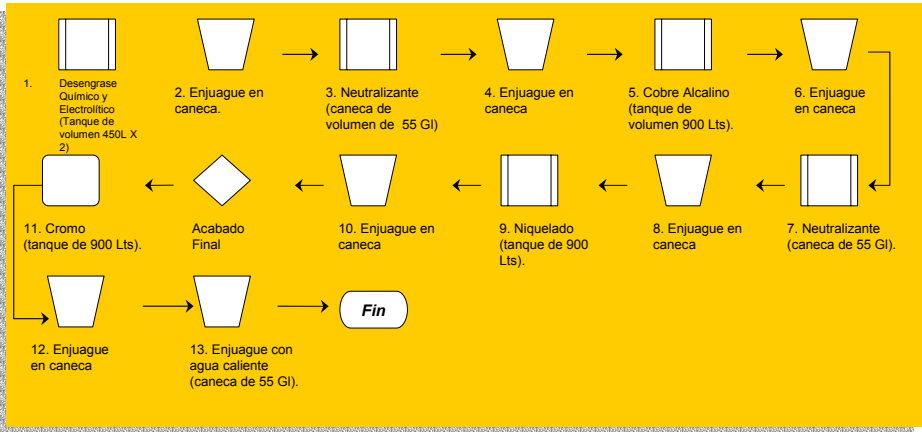 1. Desengrase
Químico y
Electrolítico
(Tanque de
volumen 450L X
2)
2. Enjuague en
caneca.
3. Neutralizante
(caneca de
volumen de 55 Gl)
4. Enjuague en
caneca
5. Cobre Alcalino
(tanque de
volumen 900 Lts).
6. Enjuague
en caneca
7. Neutralizante
(caneca de 55 Gl).
8. Enjuague en
caneca
9. Niquelado
(tanque de 900
Lts).
10. Enjuague en
caneca
Acabado
Final
11. Cromo
(tanque de 900 Lts).
12. Enjuague
en caneca
13. Enjuague con
agua caliente
(caneca de 55 Gl).
Fin